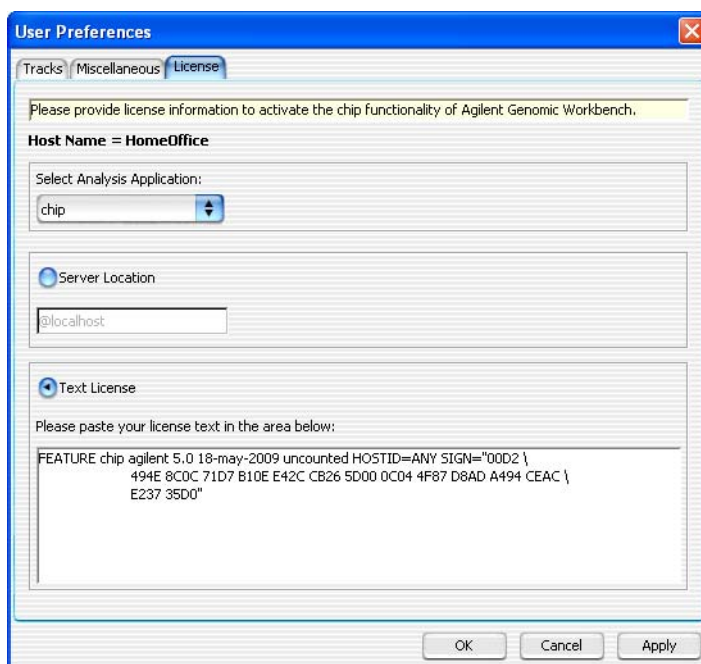 User Preferences
Tracks Miscellaneous License
Please provide license information to activate the chip functionality of Agilent Genomic Workbench.
Host Name = HomeOffice
Select Analysis Application:
chip
Server Location
@localhost
Text License
Please paste your license text in the area below:
FEATURE chip agilent 5.0 18-may-2009 uncounted HOSTID=ANY SIGN="00D2 \
494E 8C0C 71D7 B10E E42C CB26 5D00 0C04 4F87 D8AD A494 CEAC \
E237 35D0"
OK Cancel Apply